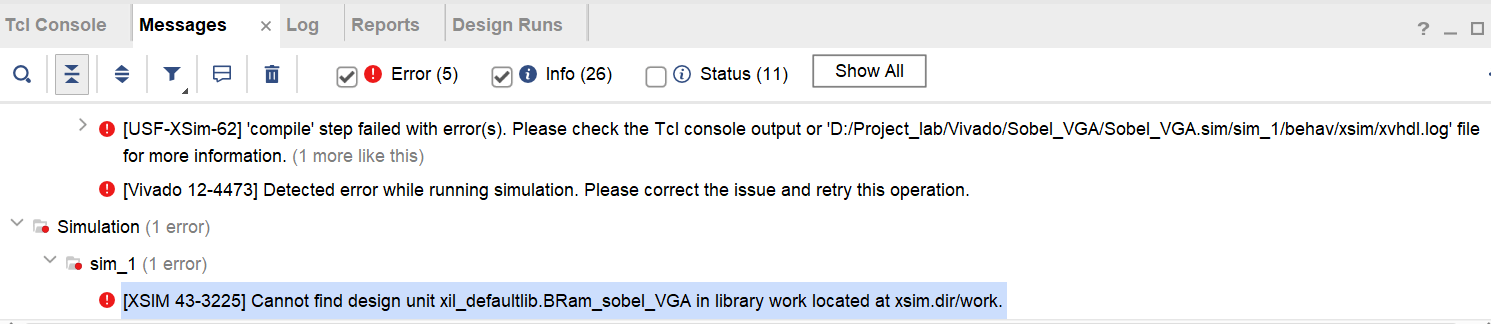 Tcl Console Messages × Log Reports Design Runs ?
Error (5) Info (26) Status (11) Show All
[USF-XSim-62] 'compile' step failed with error(s). Please check the Tcl console output or 'D:/Project_lab/Vivado/Sobel_VGA/Sobel_VGA.sim/sim_1/behav/xsim/xvhdl.log' file
for more information. (1 more like this)
[Vivado 12-4473] Detected error while running simulation. Please correct the issue and retry this operation.
Simulation (1 error)
sim_1 (1 error)
[XSIM 43-3225] Cannot find design unit xil_defaultlib.BRam_sobel_VGA in library work located at xsim.dir/work.